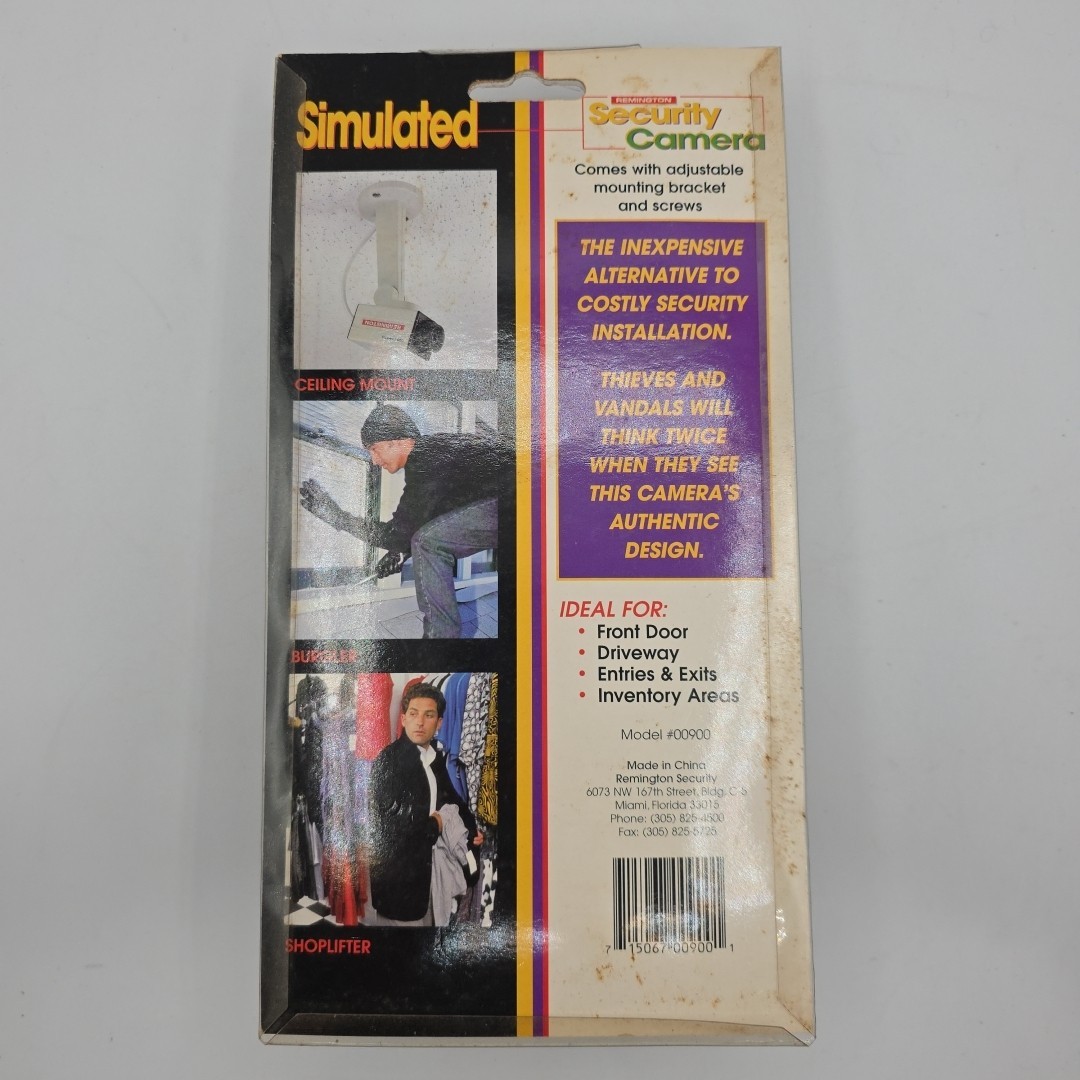 Simulated
REMINGTON
Security
Camera
Comes with adjustable
mounting bracket
and screws
THE INEXPENSIVE
ALTERNATIVE TO
COSTLY SECURITY
INSTALLATION.
THIEVES AND
VANDALS WILL
THINK TWICE
WHEN THEY SEE
THIS CAMERA'S
AUTHENTIC
DESIGN.
REMINGTON
CEILING MOUNT
BURGLER
SHOPLIFTER
IDEAL FOR:
• Front Door
• Driveway
• Entries & Exits
• Inventory Areas
Model #00900
Made in China
Remington Security
6073 NW 167th Street, Bldg. C-5
Miami, Florida 33015
Phone: (305) 825-4500
Fax: (305) 825-5725
7 15067 00900 1